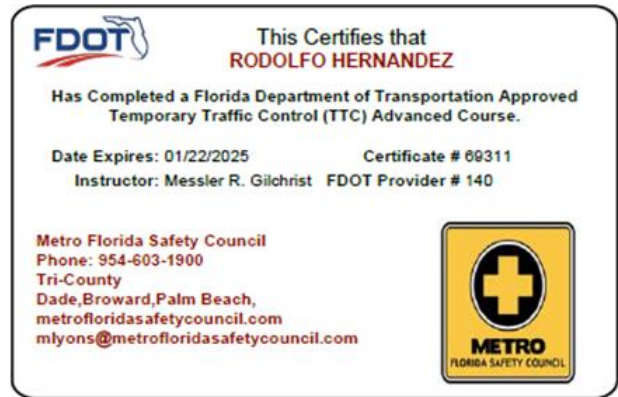 FDOT
This Certifies that
RODOLFO HERNANDEZ
Has Completed a Florida Department of Transportation Approved
Temporary Traffic Control (TTC) Advanced Course.
Date Expires: 01/22/2025 Certificate # 69311
Instructor: Messler R. Gilchrist FDOT Provider # 140
Metro Florida Safety Council
Phone: 954-603-1900
Tri-County
Dade,Broward,Palm Beach,
metrofloridasafetycouncil.com
mlyons@metrofloridasafetycouncil.com
METRO
FLORIDA SAFETY COUNCIL